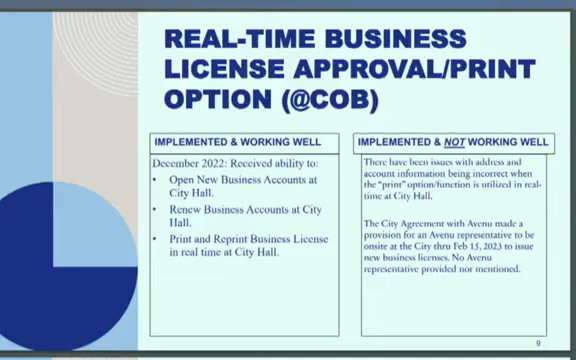 REAL-TIME BUSINESS
LICENSE APPROVAL/PRINT
OPTION (@COB)
IMPLEMENTED & WORKING WELL
December 2022: Received ability to:
• Open New Business Accounts at
City Hall.
• Renew Business Accounts at City
Hall.
• Print and Reprint Business License
in real time at City Hall.
IMPLEMENTED & NOT WORKING WELL
There have been issues with address and
account information being incorrect when
the "print" option/function is utilized in real-
time at City Hall.
The City Agreement with Avenu made a
provision for an Avenu representative to be
onsite at the City thru Feb 15, 2023 to issue
new business licenses. No Avenu
representative provided nor mentioned.
9